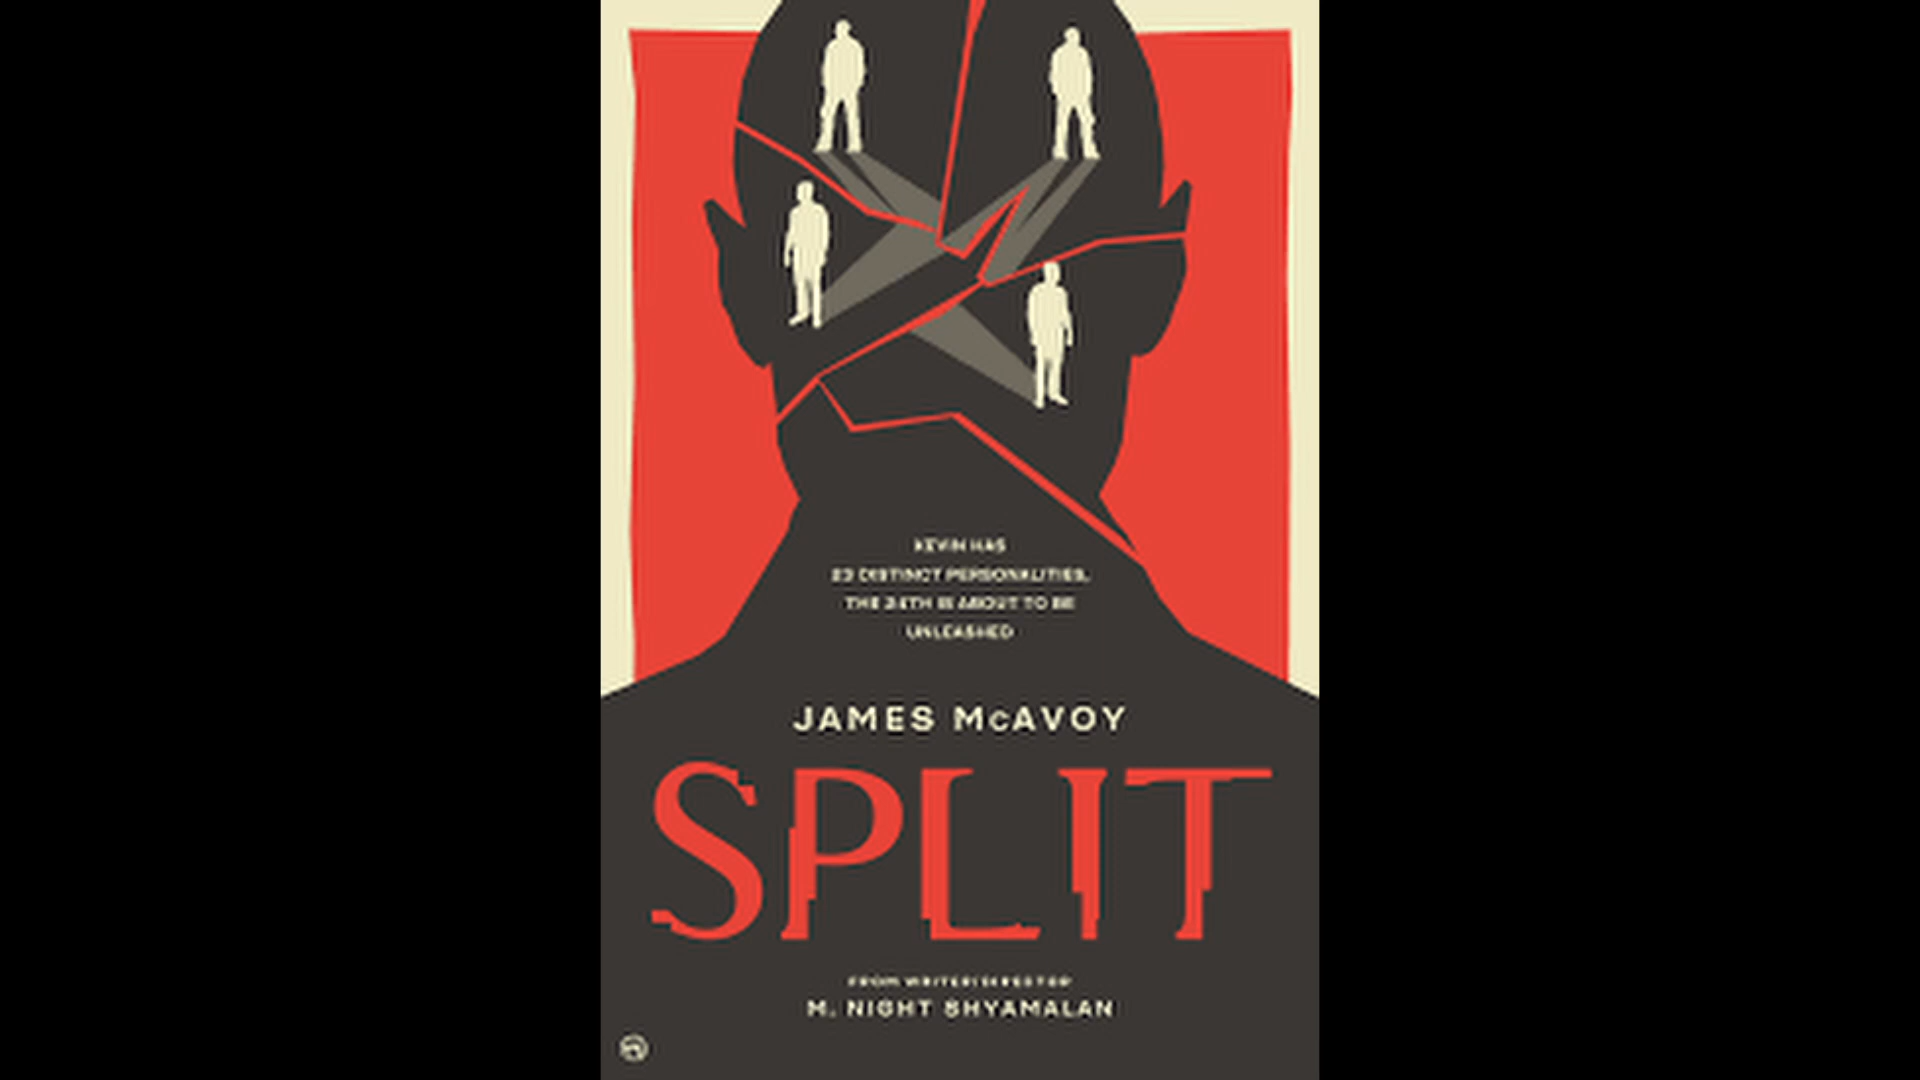 KEVIN HAS
23 DISTINCT PERSONALITIES.
THE 24TH IS ABOUT TO BE
UNLEASHED
JAMES McAVOY
SPLIT
FROM WRITER/DIRECTOR
M. NIGHT SHYAMALAN